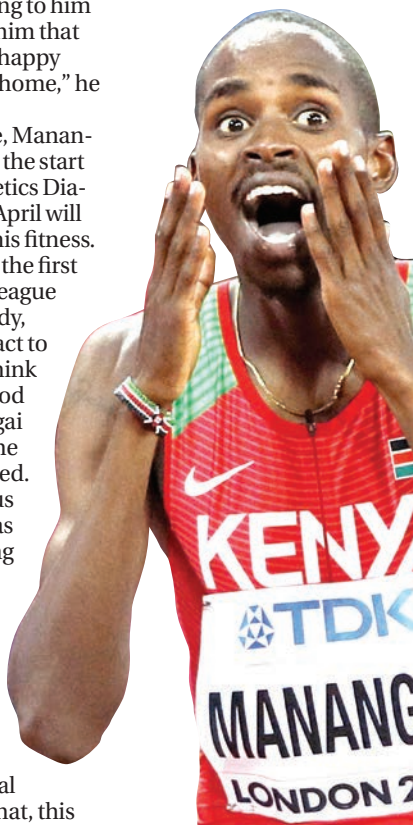 ng to him
him that
happy
home,” he
e, Manan-
the start
etics Dia-
April will
his fitness.
the first
eague
dy,
act to
hink
od
gai
ne
ed.
us
as
ng
al
hat, this
KENY
TDK
MANANG
LONDON 2